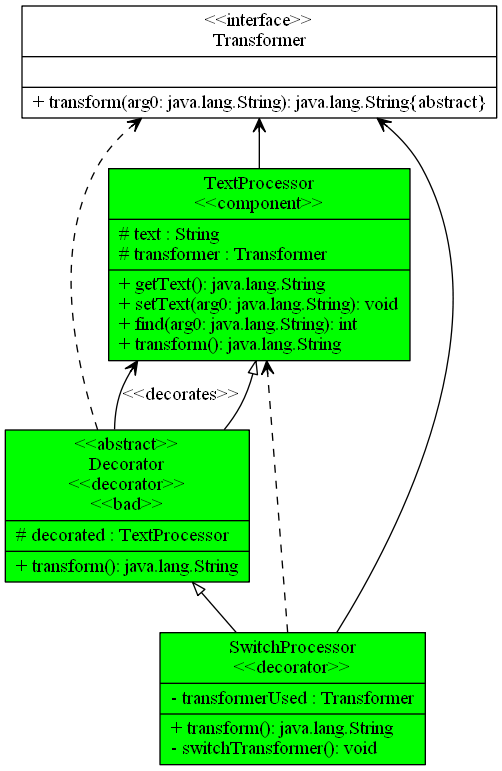 <<interface>>
Transformer
+ transform(arg0: java.lang.String): java.lang.String{abstract}
TextProcessor
<<component>>
# text : String
# transformer : Transformer
+ getText(): java.lang.String
+ setText(arg0: java.lang.String): void
+ find(arg0: java.lang.String): int
+ transform(): java.lang.String
<<decorates>>
<<abstract>>
Decorator
<<decorator>>
<<bad>>
# decorated : TextProcessor
+ transform(): java.lang.String
SwitchProcessor
<<decorator>>
- transformerUsed : Transformer
+ transform(): java.lang.String
- switchTransformer(): void